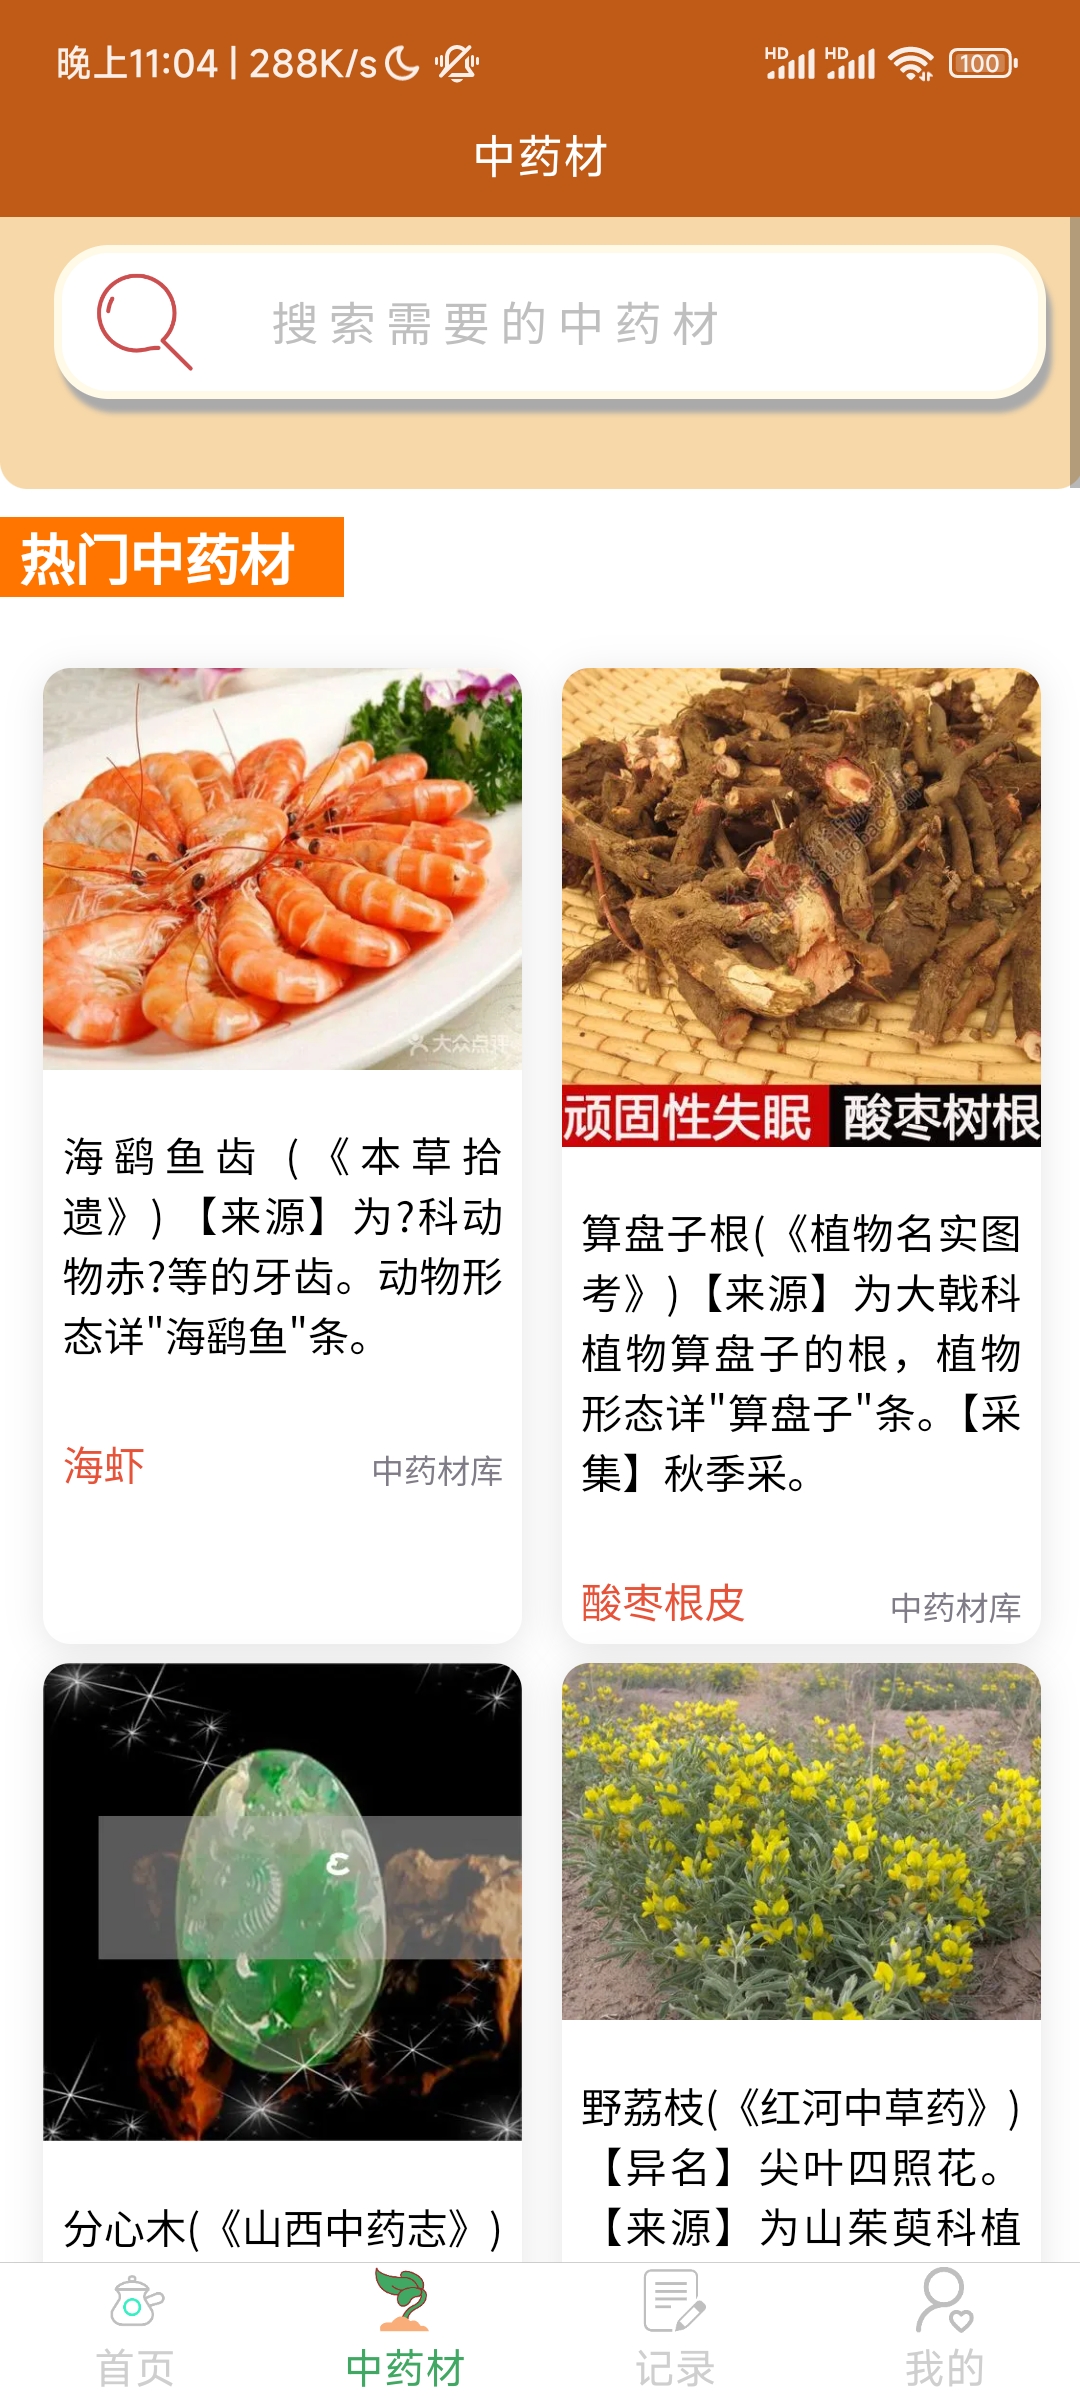 晚上11:04 | 288K/s
HD HD 100
中药材
搜索需要的中药材
热门中药材
大众点评
海鹞鱼齿 (《本草拾
遗》) 【来源】 为?科动
物赤?等的牙齿。动物形
态详"海鹞鱼"条。
海虾 中药材库
顽固性失眠 酸枣树根
算盘子根(《植物名实图
考》)【来源】为大戟科
植物算盘子的根，植物
形态详"算盘子"条。【采
集】秋季采。
酸枣根皮 中药材库
分心木(《山西中药志》)
野荔枝(《红河中草药》)
【异名】 尖叶四照花。
【来源】 为山茱萸科植
首页 中药材 记录 我的